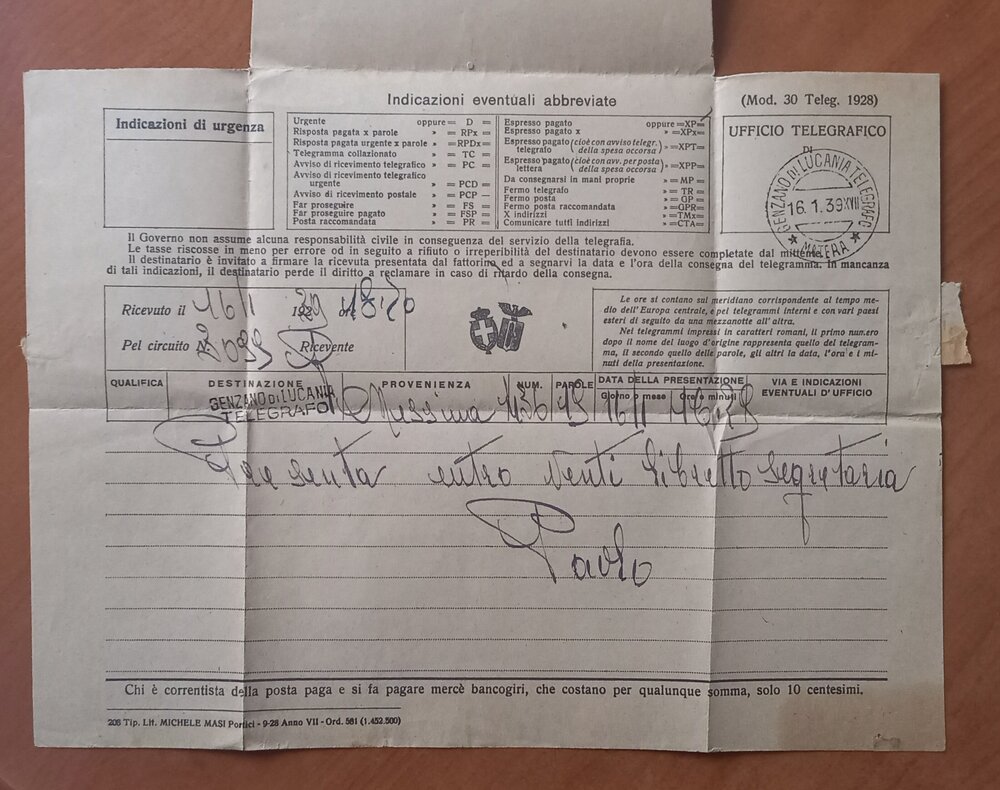 Indicazioni eventuali abbreviate
(Mod. 30 Teleg. 1928)
Indicazioni di urgenza
Urgente oppure = D =
Risposta pagata x parole » =RPx=
Risposta pagata urgente x parole » =RPDx=
Telegramma collazionato » = TC =
Avviso di ricevimento telegrafico » = PC =
Avviso di ricevimento telegrafico
urgente » =PCD =
Avviso di ricevimento postale » =PCP =
Far proseguire » = FS =
Far proseguire pagato » =FSP =
Posta raccomandata » = PR =
Espresso pagato oppure =XP=
Espresso pagato x » =XPx=
Espresso pagato (cioè con avviso telegr.
telegrafo della spesa occorsa) » =XPT=
Espresso pagato (cioè con avv. per posta
lettera della spesa occorsa) » =XPP=
Da consegnarsi in mani proprie » =MP =
Fermo telegrafo » =TR =
Fermo posta » =GP =
Fermo posta raccomandata » =GPR=
X indirizzi » =TMx=
Comunicare tutti indirizzi » =CTA=
UFFICIO TELEGRAFICO
DI
GENZANO DI LUCANIA TELEGRAFO
16.1.39 XVII
* MATERA *
Il Governo non assume alcuna responsabilità civile in conseguenza del servizio della telegrafia.
Le tasse riscosse in meno per errore od in seguito a rifiuto o irreperibilità del destinatario devono essere completate dal mittente.
Il destinatario è invitato a firmare la ricevuta presentata dal fattorino ed a segnarvi la data e l'ora della consegna del telegramma. In mancanza
di tali indicazioni, il destinatario perde il diritto a reclamare in caso di ritardo della consegna.
Ricevuto il 16/1 1939 18.20
Pel circuito N. Ricevente
Le ore si contano sul meridiano corrispondente al tempo me-
dio dell'Europa centrale, e pei telegrammi interni e con vari paesi
esteri di seguito da una mezzanotte all'altra.
Nei telegrammi impressi in caratteri romani, il primo numero
dopo il nome del luogo d'origine rappresenta quello del telegram-
ma, il secondo quello delle parole, gli altri la data, l'ora e i mi-
nuti della presentazione.
QUALIFICA DESTINAZIONE PROVENIENZA NUM. PAROLE DATA DELLA PRESENTAZIONE VIA E INDICAZIONI
Giorno e mese Ore e minuti EVENTUALI D'UFFICIO
GENZANO DI LUCANIA
TELEGRAFO Messina 16/1
Presenta entro venti libretto segretaria
Paolo
Chi è correntista della posta paga e si fa pagare mercè bancogiri, che costano per qualunque somma, solo 10 centesimi.
208 Tip. Lit. MICHELE MASI Portici - 9-28 Anno VII - Ord. 561 (1.452.500)